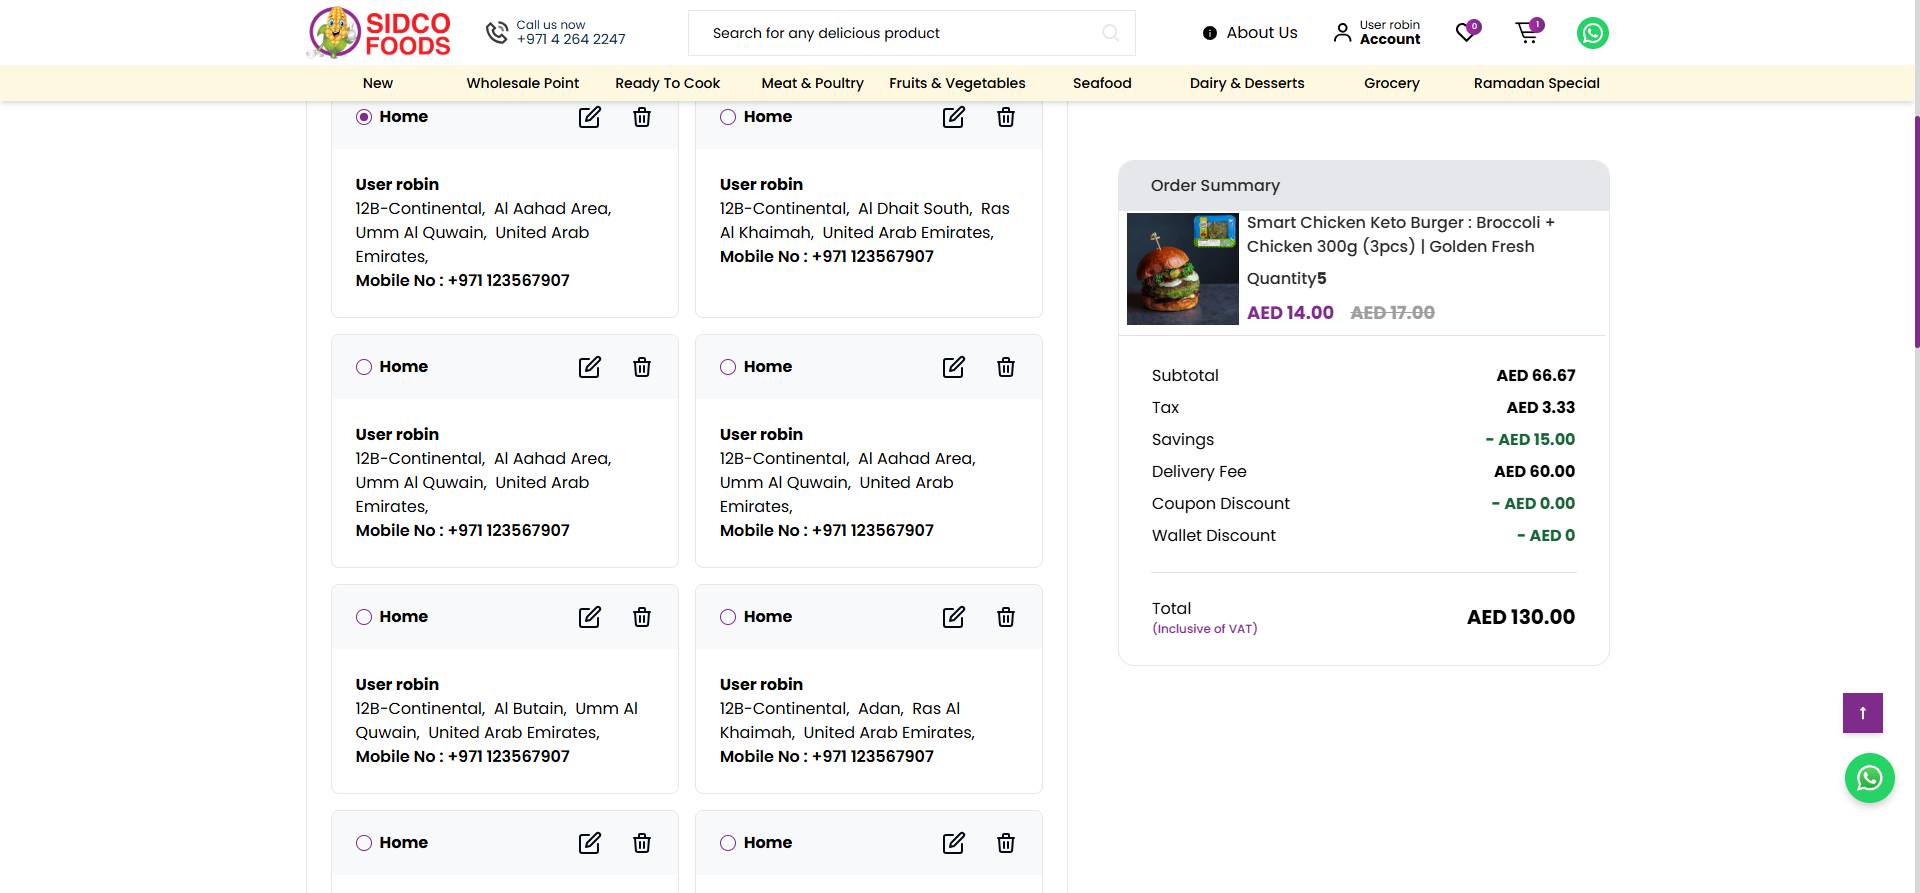 SIDCO
FOODS
Call us now
+971 4 264 2247
Search for any delicious product
About Us
User robin
Account
0
1
New
Wholesale Point
Ready To Cook
Meat & Poultry
Fruits & Vegetables
Seafood
Dairy & Desserts
Grocery
Ramadan Special
Home
User robin
12B-Continental, Al Aahad Area,
Umm Al Quwain, United Arab
Emirates,
Mobile No : +971 123567907
Home
User robin
12B-Continental, Al Dhait South, Ras
Al Khaimah, United Arab Emirates,
Mobile No : +971 123567907
Home
User robin
12B-Continental, Al Aahad Area,
Umm Al Quwain, United Arab
Emirates,
Mobile No : +971 123567907
Home
User robin
12B-Continental, Al Aahad Area,
Umm Al Quwain, United Arab
Emirates,
Mobile No : +971 123567907
Home
User robin
12B-Continental, Al Butain, Umm Al
Quwain, United Arab Emirates,
Mobile No : +971 123567907
Home
User robin
12B-Continental, Adan, Ras Al
Khaimah, United Arab Emirates,
Mobile No : +971 123567907
Home
Home
Order Summary
Smart Chicken Keto Burger : Broccoli +
Chicken 300g (3pcs) | Golden Fresh
Quantity5
AED 14.00 AED 17.00
Subtotal AED 66.67
Tax AED 3.33
Savings - AED 15.00
Delivery Fee AED 60.00
Coupon Discount - AED 0.00
Wallet Discount - AED 0
Total
(Inclusive of VAT)
AED 130.00